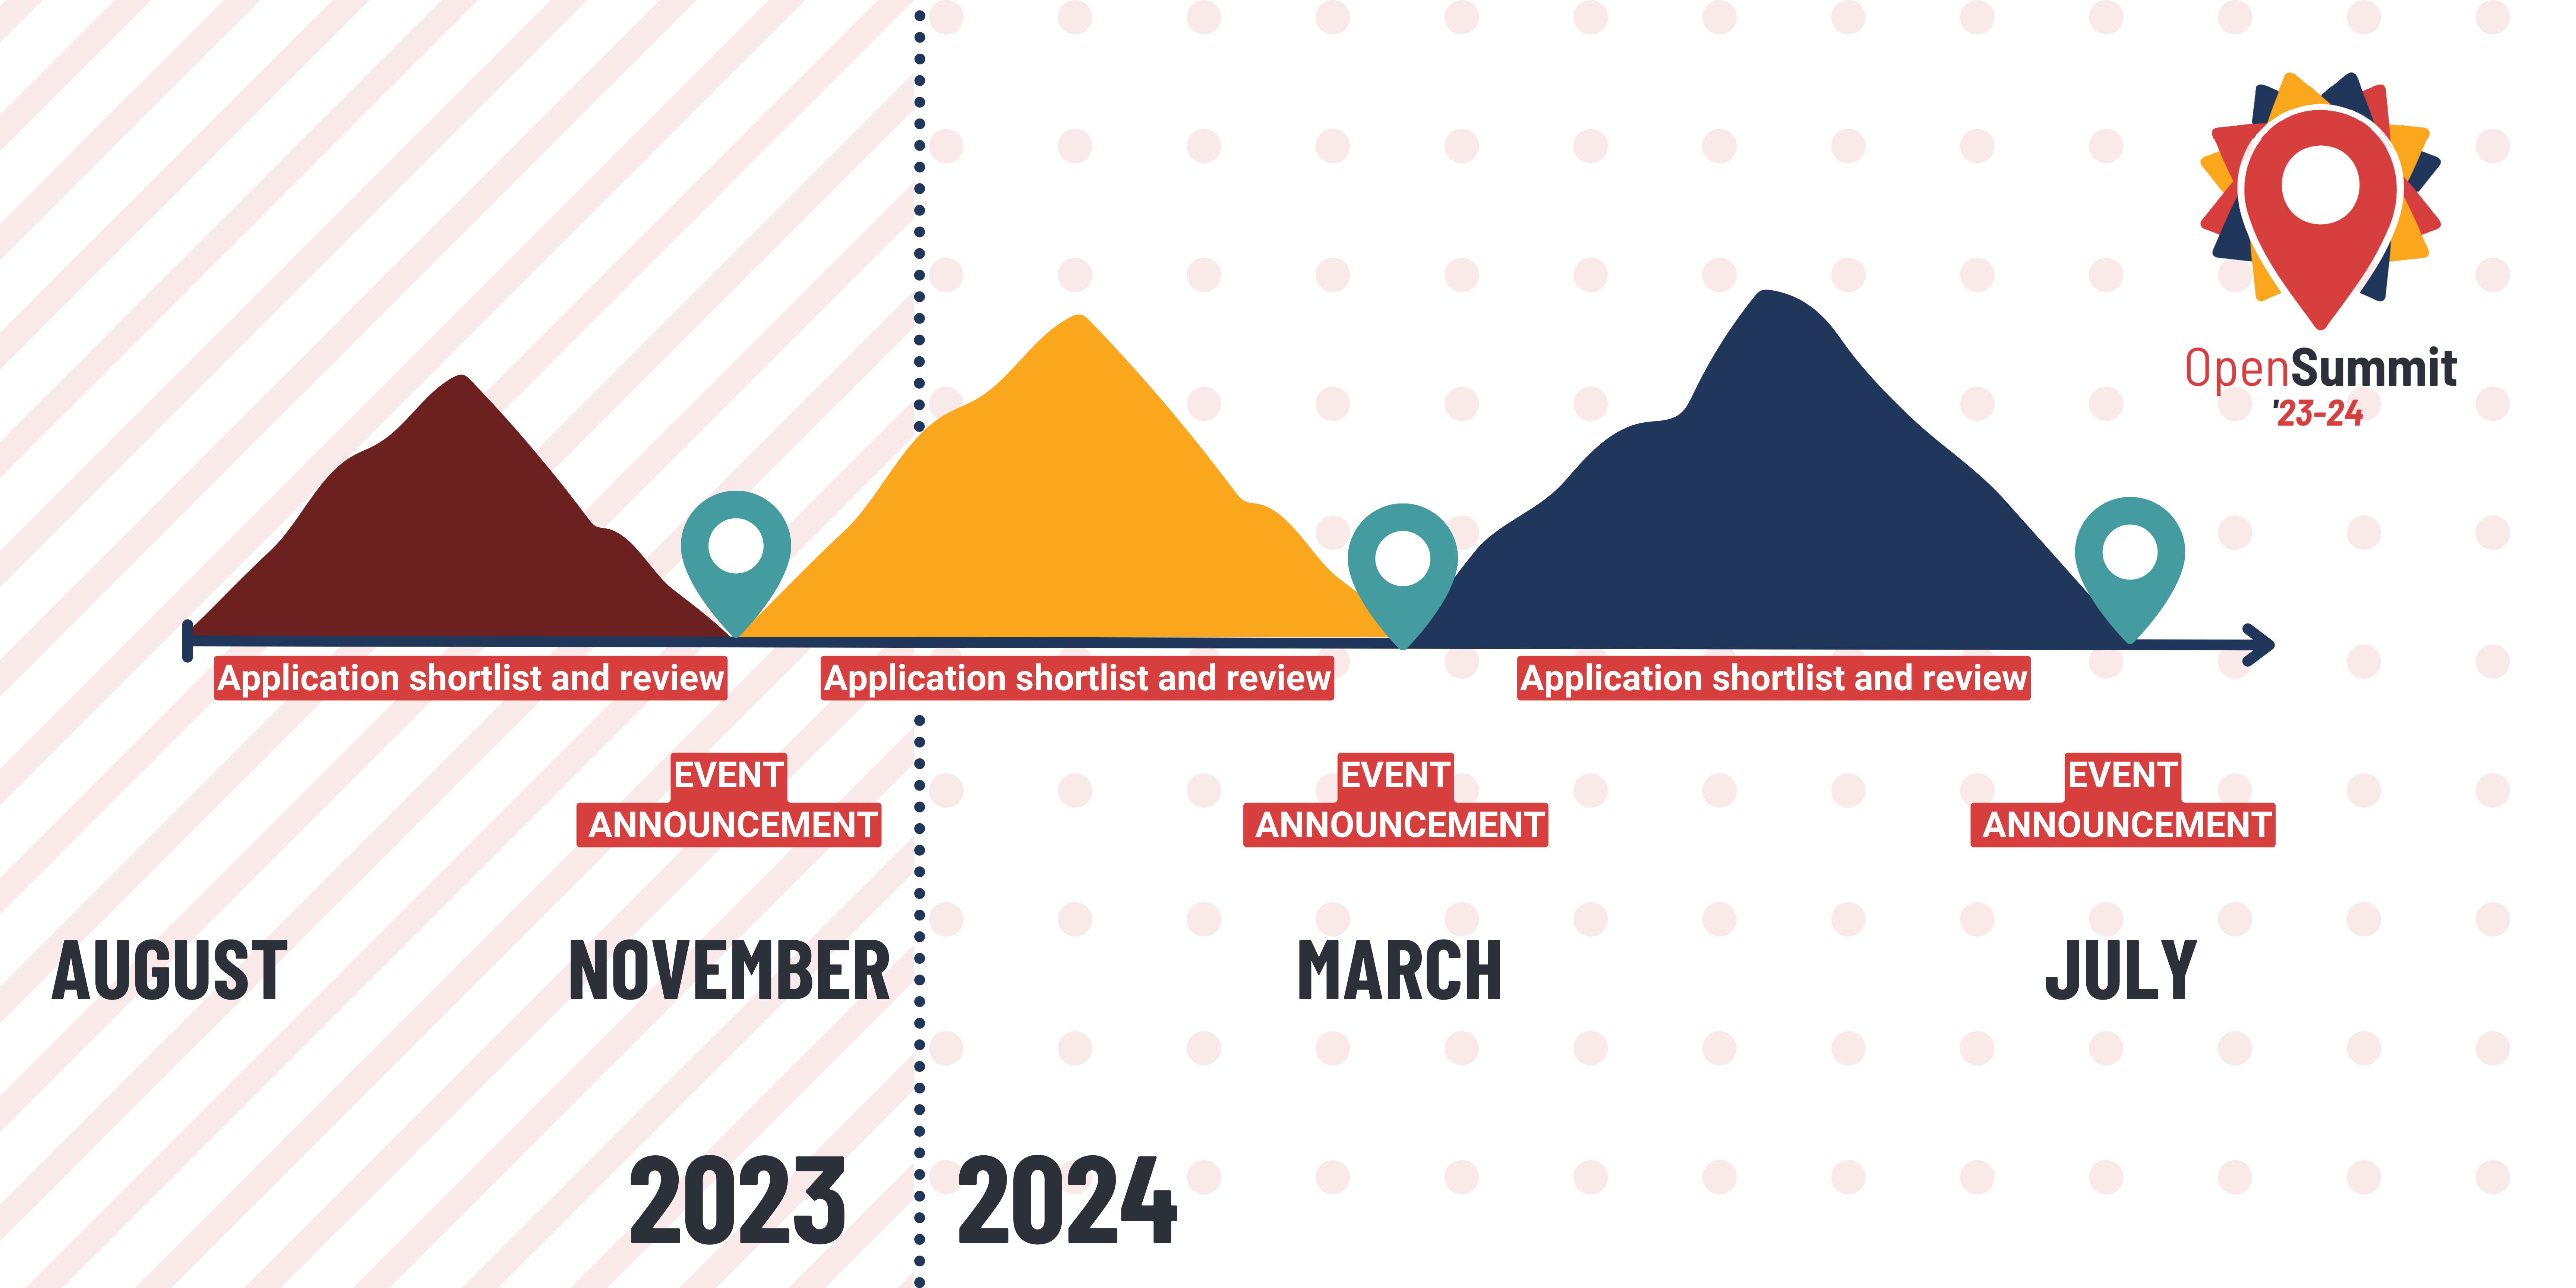 OpenSummit
'23-24
Application shortlist and review
Application shortlist and review
Application shortlist and review
EVENT
ANNOUNCEMENT
EVENT
ANNOUNCEMENT
EVENT
ANNOUNCEMENT
AUGUST
NOVEMBER
MARCH
JULY
2023
2024